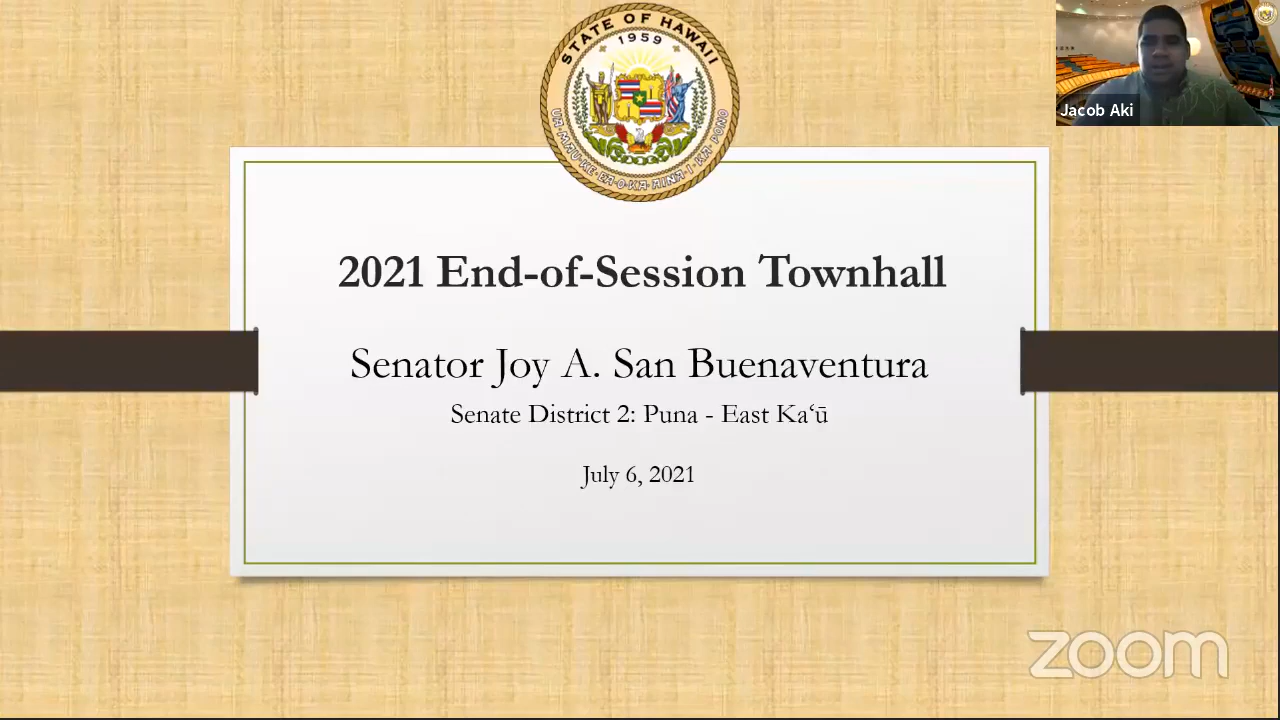 STATE OF HAWAII
1959
UA MAU KE EA O KA AINA I KA PONO
Jacob Aki
2021 End-of-Session Townhall
Senator Joy A. San Buenaventura
Senate District 2: Puna - East Kaʻū
July 6, 2021
zoom